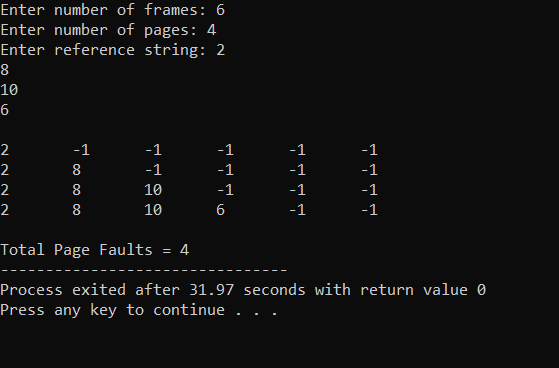 Enter number of frames: 6
Enter number of pages: 4
Enter reference string: 2
8
10
6
2 -1 -1 -1 -1 -1
2 8 -1 -1 -1 -1
2 8 10 -1 -1 -1
2 8 10 6 -1 -1
Total Page Faults = 4
--------------------------------
Process exited after 31.97 seconds with return value 0
Press any key to continue . . .